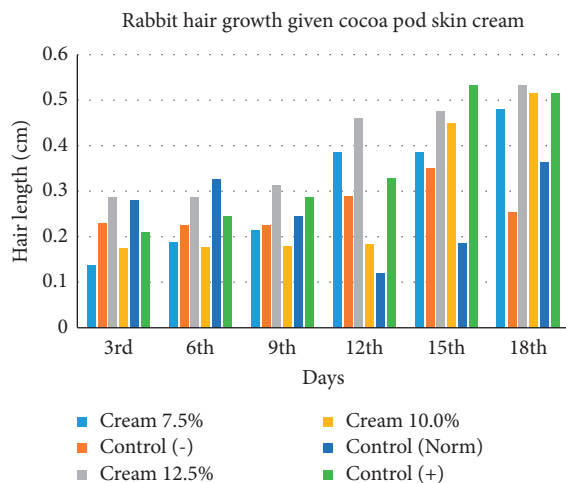 Rabbit hair growth given cocoa pod skin cream
Hair length (cm)
0.6
0.5
0.4
0.3
0.2
0.1
0
3rd 6th 9th 12th 15th 18th
Days
Cream 7.5% Cream 10.0%
Control (-) Control (Norm)
Cream 12.5% Control (+)